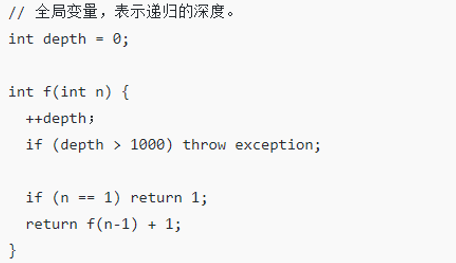 // 全局变量，表示递归的深度。
int depth = 0;
int f(int n) {
++depth；
if (depth > 1000) throw exception;
if (n == 1) return 1;
return f(n-1) + 1;
}